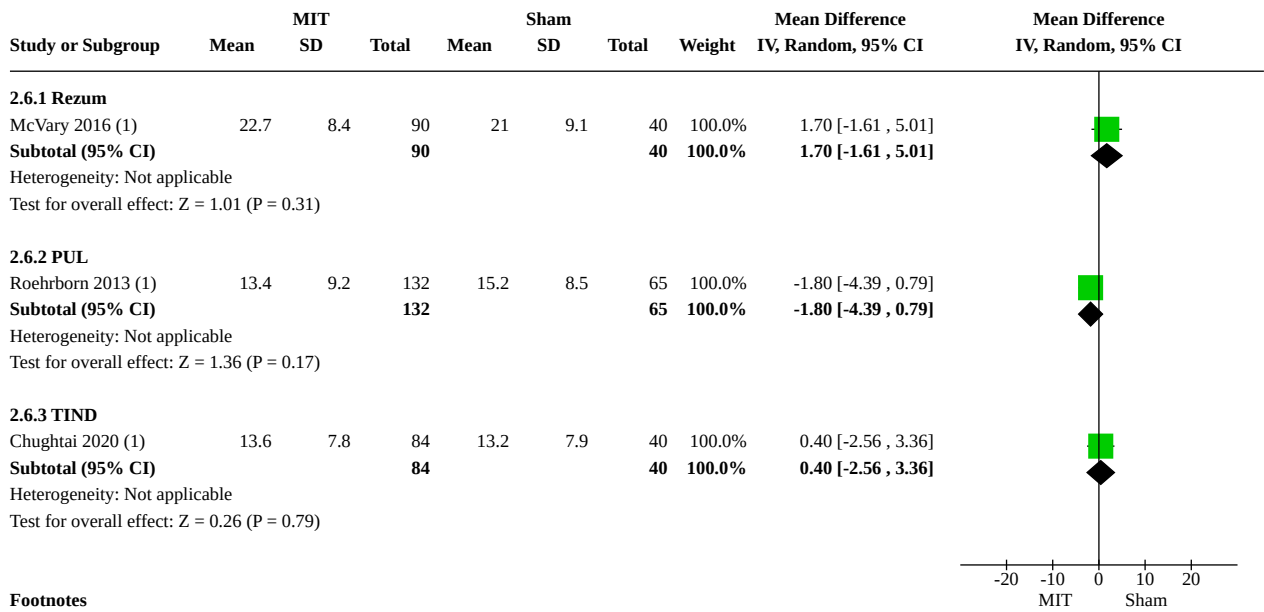 MIT Sham Mean Difference Mean Difference
Study or Subgroup Mean SD Total Mean SD Total Weight IV, Random, 95% CI IV, Random, 95% CI
2.6.1 Rezum
McVary 2016 (1) 22.7 8.4 90 21 9.1 40 100.0% 1.70 [-1.61 , 5.01]
Subtotal (95% CI) 90 40 100.0% 1.70 [-1.61 , 5.01]
Heterogeneity: Not applicable
Test for overall effect: Z = 1.01 (P = 0.31)
2.6.2 PUL
Roehrborn 2013 (1) 13.4 9.2 132 15.2 8.5 65 100.0% -1.80 [-4.39 , 0.79]
Subtotal (95% CI) 132 65 100.0% -1.80 [-4.39 , 0.79]
Heterogeneity: Not applicable
Test for overall effect: Z = 1.36 (P = 0.17)
2.6.3 TIND
Chughtai 2020 (1) 13.6 7.8 84 13.2 7.9 40 100.0% 0.40 [-2.56 , 3.36]
Subtotal (95% CI) 84 40 100.0% 0.40 [-2.56 , 3.36]
Heterogeneity: Not applicable
Test for overall effect: Z = 0.26 (P = 0.79)
-20 -10 0 10 20
Footnotes MIT Sham